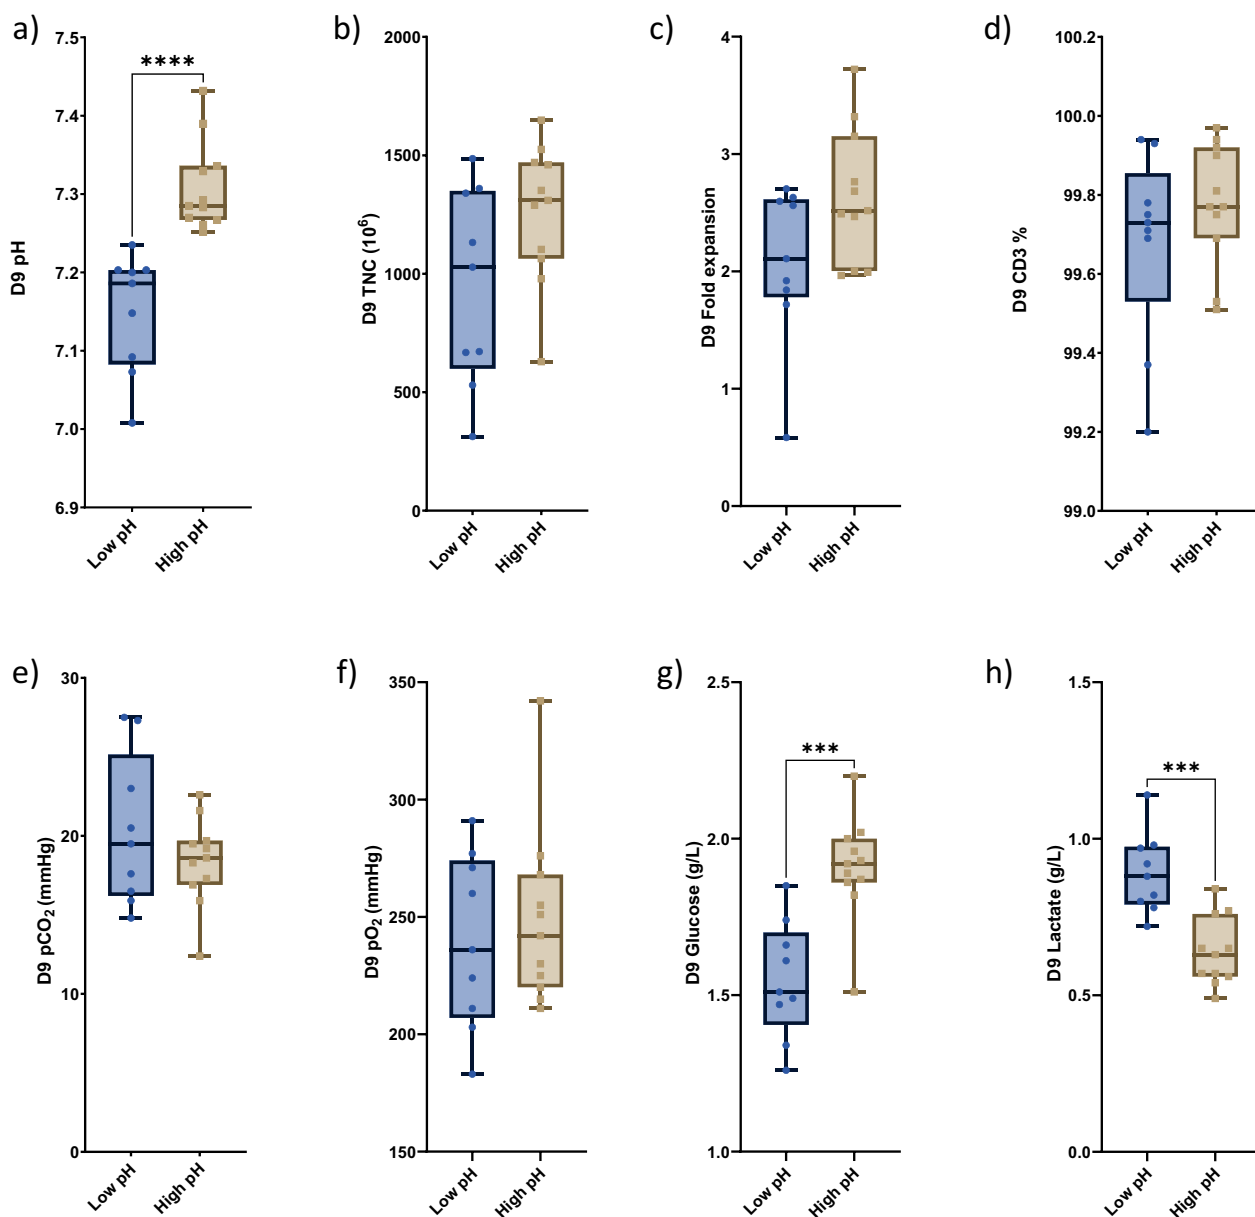 a)
7.5
7.4
7.3
7.2
7.1
7.0
6.9
D9 pH
****
Low pH
High pH
b)
2000
1500
1000
500
0
D9 TNC (10⁶)
Low pH
High pH
c)
4
3
2
1
0
D9 Fold expansion
Low pH
High pH
d)
100.2
100.0
99.8
99.6
99.4
99.2
99.0
D9 CD3 %
Low pH
High pH
e)
30
20
10
0
D9 pCO₂ (mmHg)
Low pH
High pH
f)
350
300
250
200
150
D9 pO₂ (mmHg)
Low pH
High pH
g)
2.5
2.0
1.5
1.0
D9 Glucose (g/L)
***
Low pH
High pH
h)
1.5
1.0
0.5
0.0
D9 Lactate (g/L)
***
Low pH
High pH